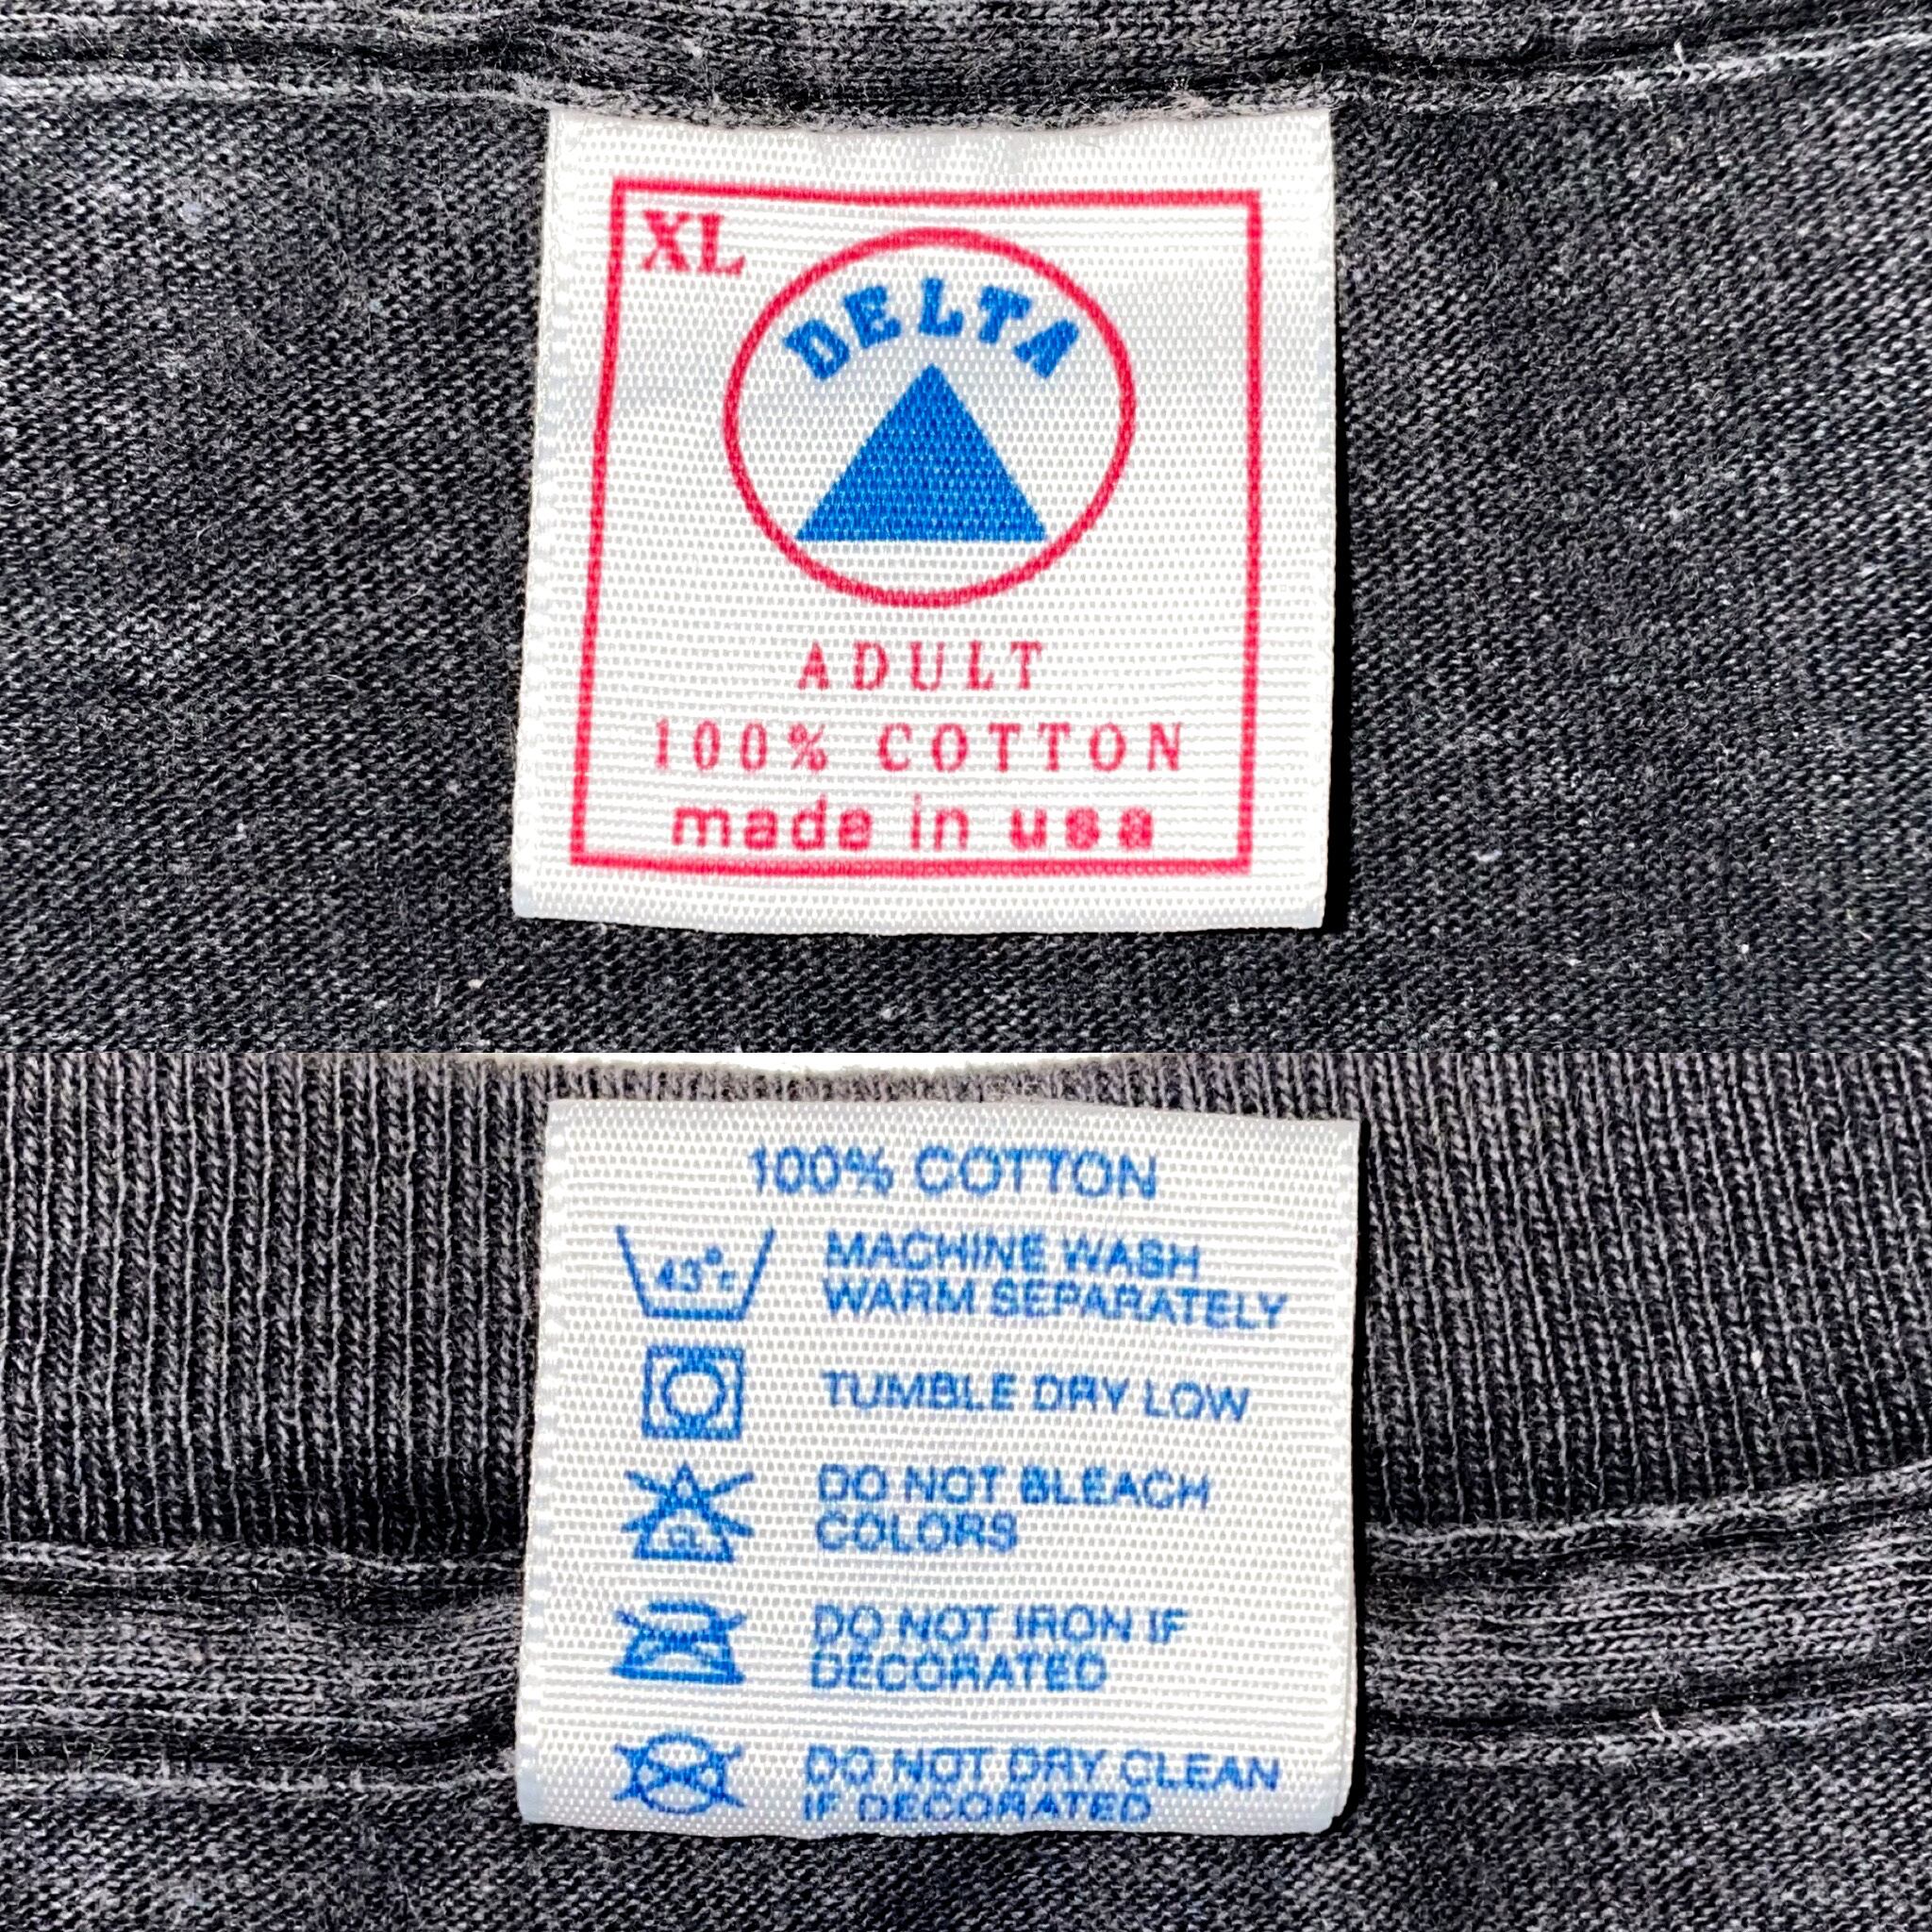 XL
DELTA
ADULT
100% COTTON
made in usa
100% COTTON
43°c
MACHINE WASH
WARM SEPARATELY
TUMBLE DRY LOW
DO NOT BLEACH
COLORS
CL
DO NOT IRON IF
DECORATED
DO NOT DRY CLEAN
IF DECORATED